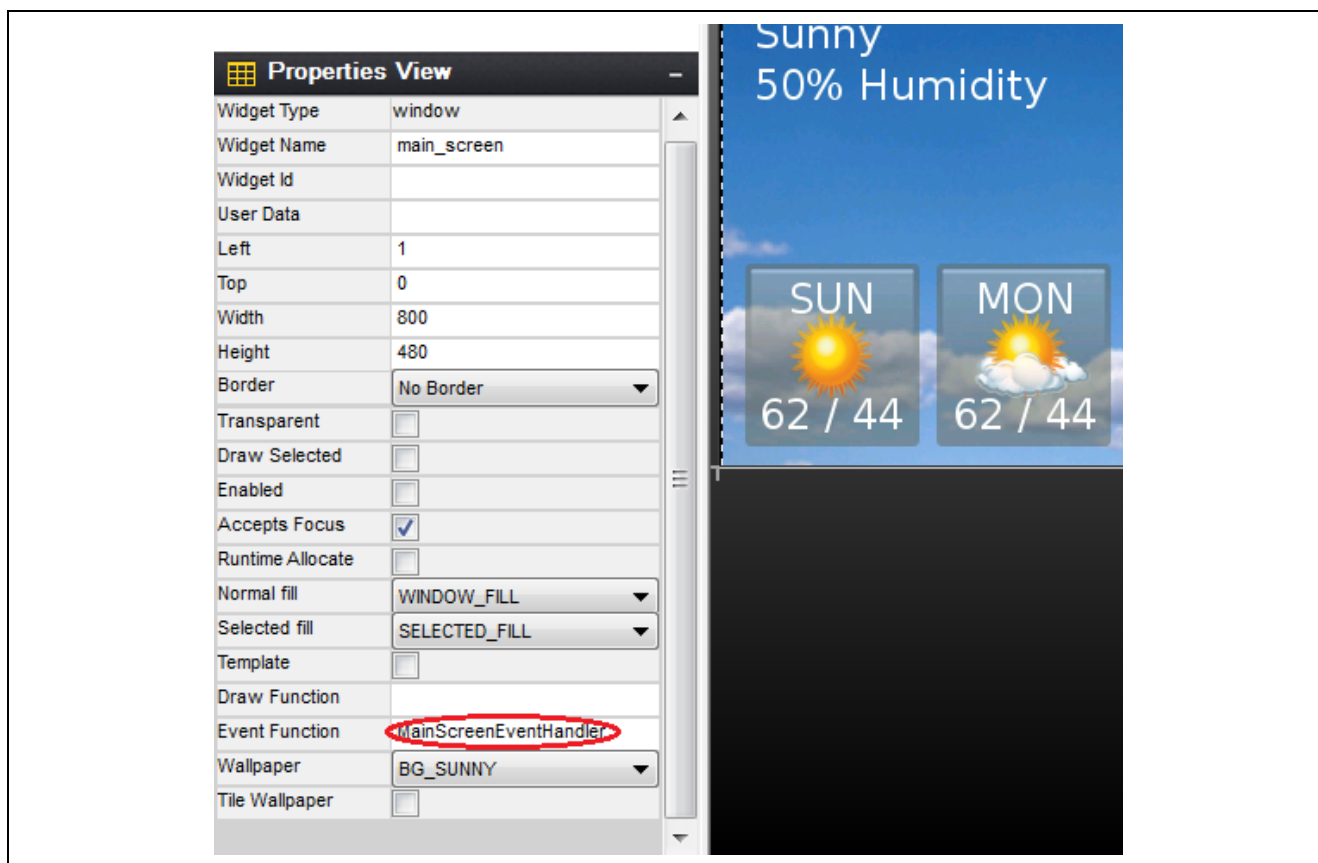 Properties View
Widget Type window
Widget Name main_screen
Widget Id
User Data
Left 1
Top 0
Width 800
Height 480
Border No Border
Transparent
Draw Selected
Enabled
Accepts Focus
Runtime Allocate
Normal fill WINDOW_FILL
Selected fill SELECTED_FILL
Template
Draw Function
Event Function MainScreenEventHandler
Wallpaper BG_SUNNY
Tile Wallpaper
Sunny
50% Humidity
SUN MON
62 / 44 62 / 44